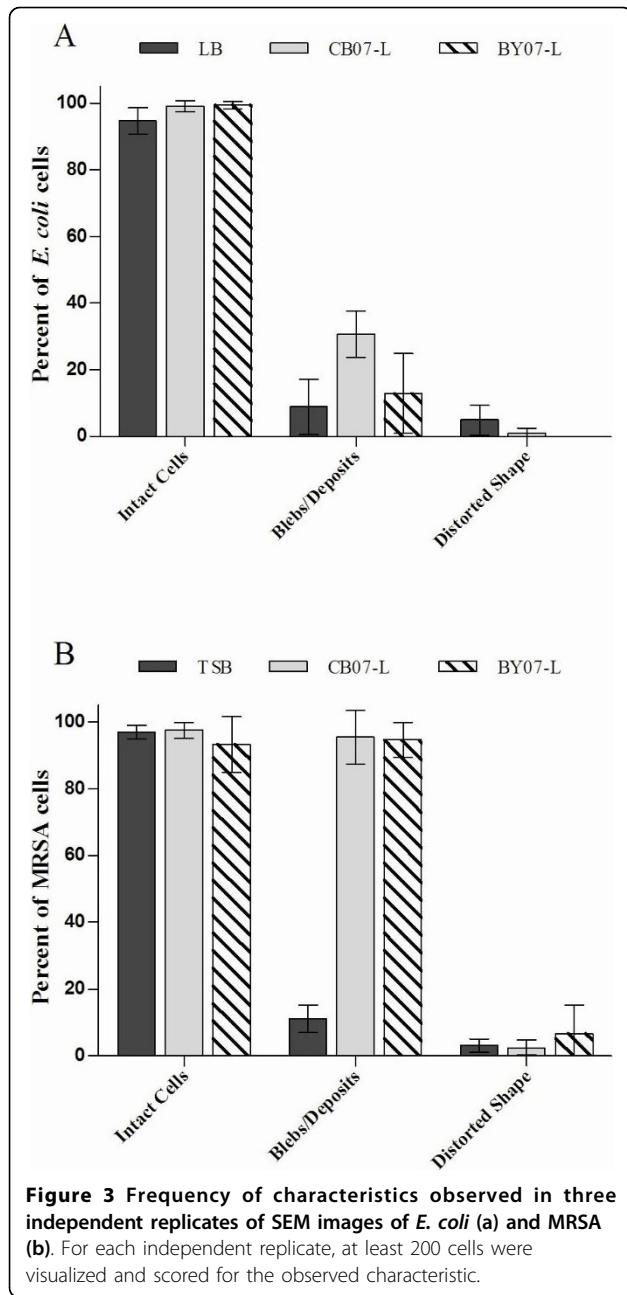 A
LB CB07-L BY07-L
Percent of E. coli cells
100
80
60
40
20
0
Intact Cells
Blebs/Deposits
Distorted Shape
B
TSB CB07-L BY07-L
Percent of MRSA cells
100
80
60
40
20
0
Intact Cells
Blebs/Deposits
Distorted Shape
Figure 3 Frequency of characteristics observed in three
independent replicates of SEM images of E. coli (a) and MRSA
(b). For each independent replicate, at least 200 cells were
visualized and scored for the observed characteristic.